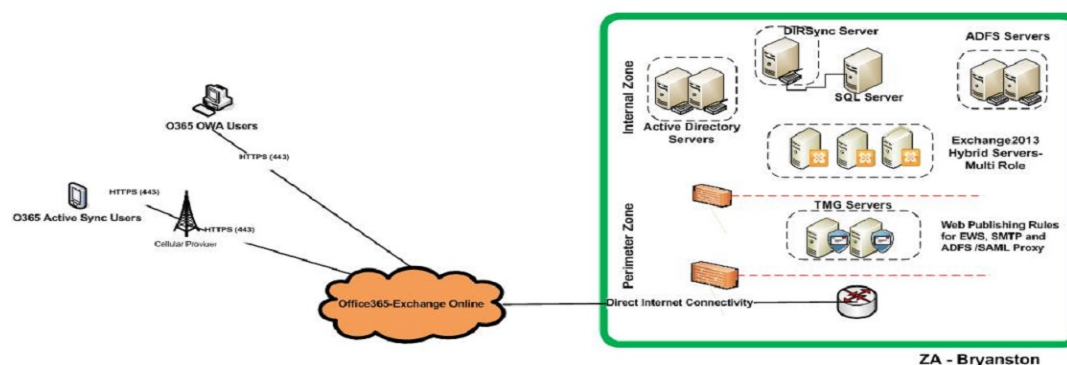 O365 OWA Users
HTTPS (443)
HTTPS (443)
O365 Active Sync Users
HTTPS (443)
Cellular Provider
Office365-Exchange Online
Direct Internet Connectivity
Internal Zone
Perimeter Zone
DiRSync Server
SQL Server
ADFS Servers
Active Directory
Servers
Exchange2013
Hybrid Servers-
Multi Role
TMG Servers
Web Publishing Rules
for EWS, SMTP and
ADFS /SAML Proxy
ZA - Bryanston